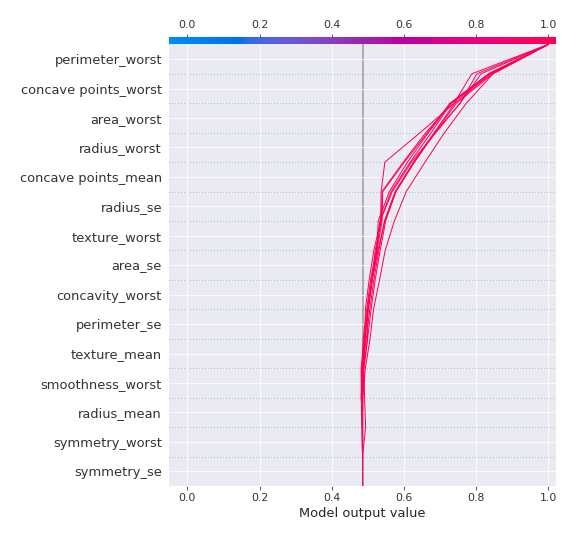 0.0 0.2 0.4 0.6 0.8 1.0
perimeter_worst
concave points_worst
area_worst
radius_worst
concave points_mean
radius_se
texture_worst
area_se
concavity_worst
perimeter_se
texture_mean
smoothness_worst
radius_mean
symmetry_worst
symmetry_se
0.0 0.2 0.4 0.6 0.8 1.0
Model output value